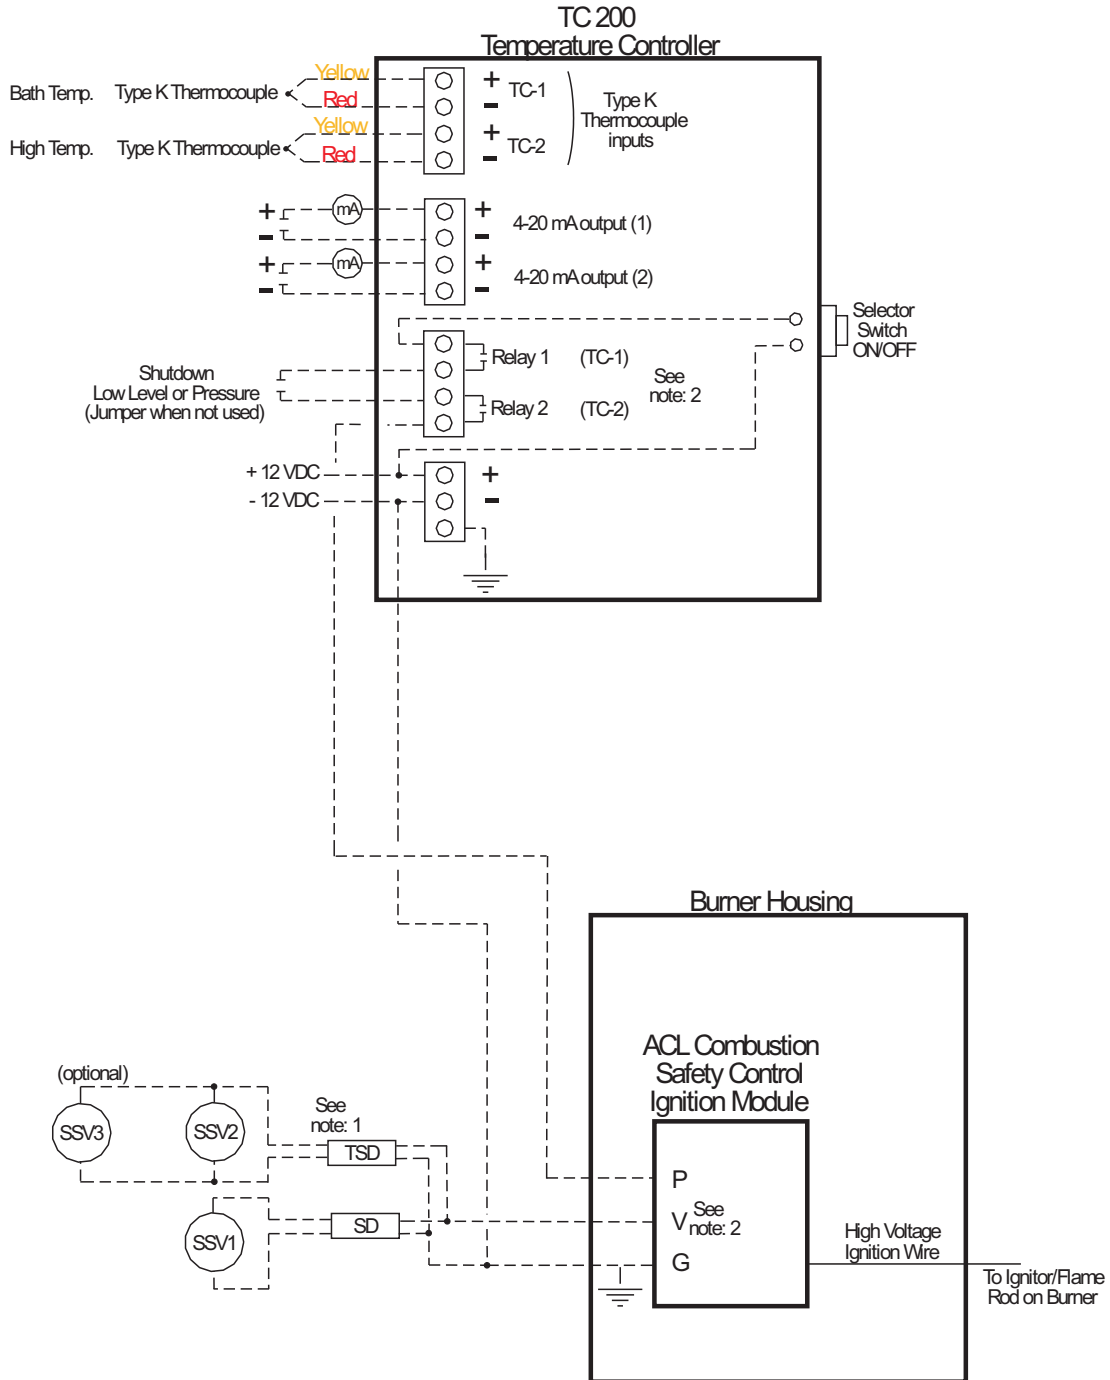 TC 200
Temperature Controller
Yellow
Bath Temp. Type K Thermocouple
Red
+
-
TC-1
Yellow
High Temp. Type K Thermocouple
Red
+
-
TC-2
Type K
Thermocouple
inputs
+ mA + 4-20 mA output (1)
- -
+ mA + 4-20 mA output (2)
- -
Selector
Switch
ON/OFF
Relay 1 (TC-1)
Relay 2 (TC-2)
See
note: 2
Shutdown
Low Level or Pressure
(Jumper when not used)
+ 12 VDC +
- 12 VDC -
Burner Housing
ACL Combustion
Safety Control
Ignition Module
(optional)
SSV3
SSV2
See
note: 1
TSD
SSV1
SD
P
V
See
note: 2
G
High Voltage
Ignition Wire
To Ignitor/Flame
Rod on Burner